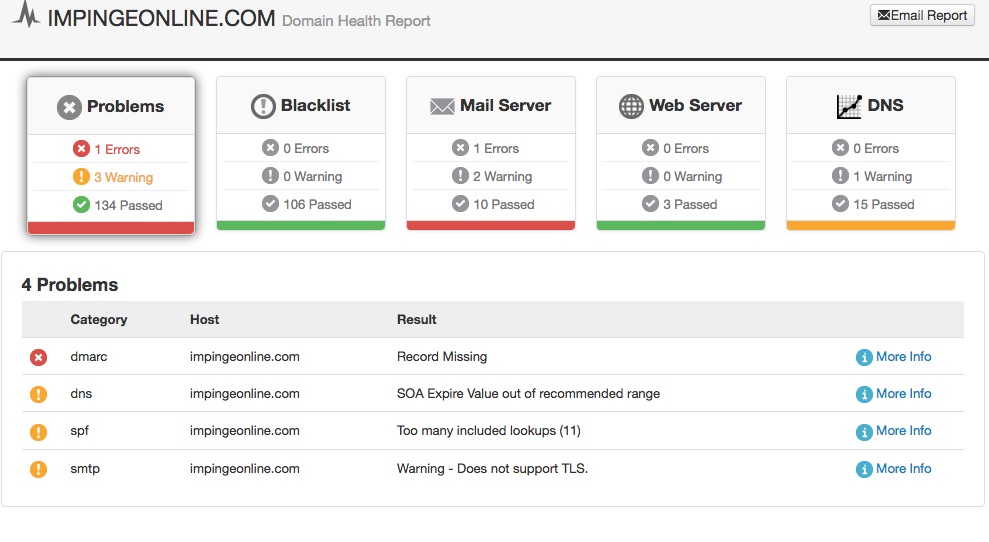 IMPINGEONLINE.COM Domain Health Report
Email Report
Problems
1 Errors
3 Warning
134 Passed
Blacklist
0 Errors
0 Warning
106 Passed
Mail Server
1 Errors
2 Warning
10 Passed
Web Server
0 Errors
0 Warning
3 Passed
DNS
0 Errors
1 Warning
15 Passed
4 Problems
Category Host Result
dmarc impingeonline.com Record Missing More Info
dns impingeonline.com SOA Expire Value out of recommended range More Info
spf impingeonline.com Too many included lookups (11) More Info
smtp impingeonline.com Warning - Does not support TLS. More Info